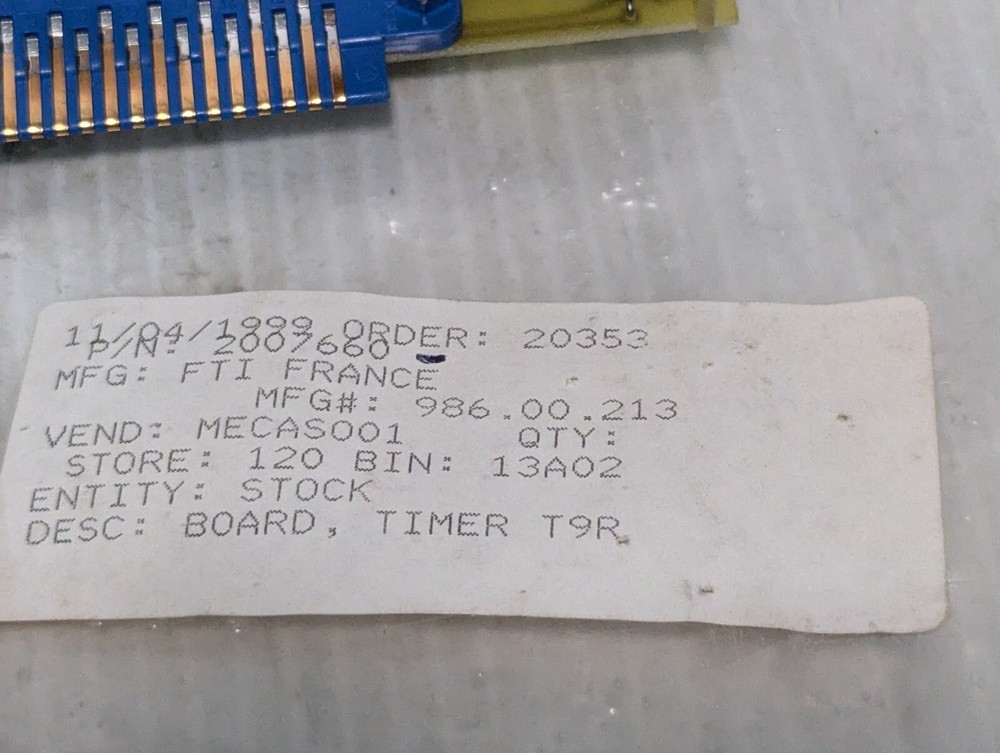 11/04/1999 ORDER: 20353
P/N: 2007660
MFG: FTI FRANCE
MFG#: 986.00.213
VEND: MECAS001 QTY:
STORE: 120 BIN: 13A02
ENTITY: STOCK
DESC: BOARD, TIMER T9R